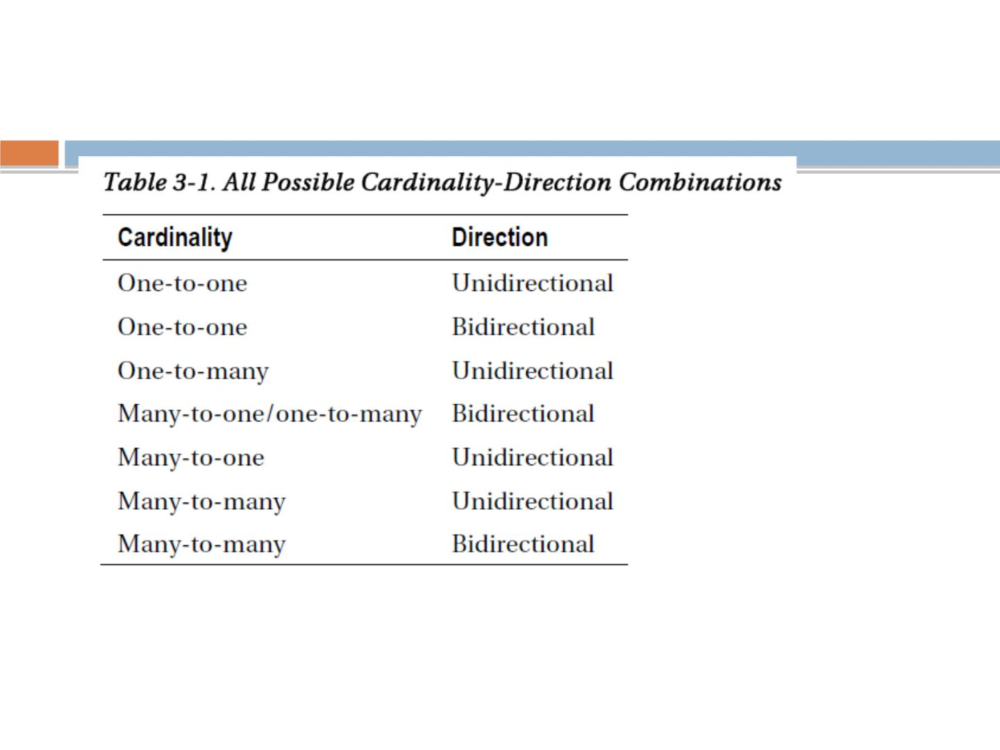 Table 3-1. All Possible Cardinality-Direction Combinations
Cardinality Direction
One-to-one Unidirectional
One-to-one Bidirectional
One-to-many Unidirectional
Many-to-one/one-to-many Bidirectional
Many-to-one Unidirectional
Many-to-many Unidirectional
Many-to-many Bidirectional